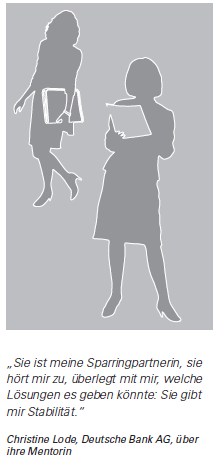 „Sie ist meine Sparringpartnerin, sie
hört mir zu, überlegt mit mir, welche
Lösungen es geben könnte: Sie gibt
mir Stabilität.“
Christine Lode, Deutsche Bank AG, über
ihre Mentorin